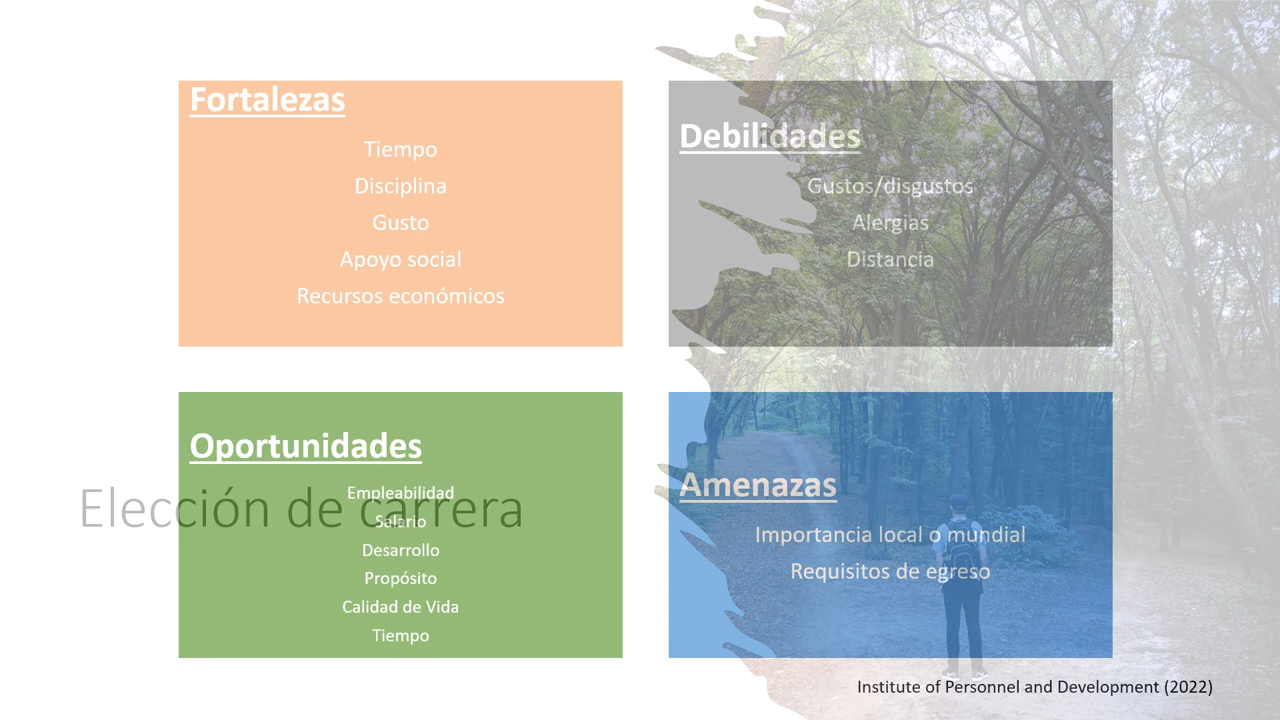 Fortalezas
Tiempo
Disciplina
Gusto
Apoyo social
Recursos económicos
Debilidades
Gustos/disgustos
Alergias
Distancia
Oportunidades
Empleabilidad
Salario
Desarrollo
Propósito
Calidad de Vida
Tiempo
Elección de carrera
Amenazas
Importancia local o mundial
Requisitos de egreso
Institute of Personnel and Development (2022)